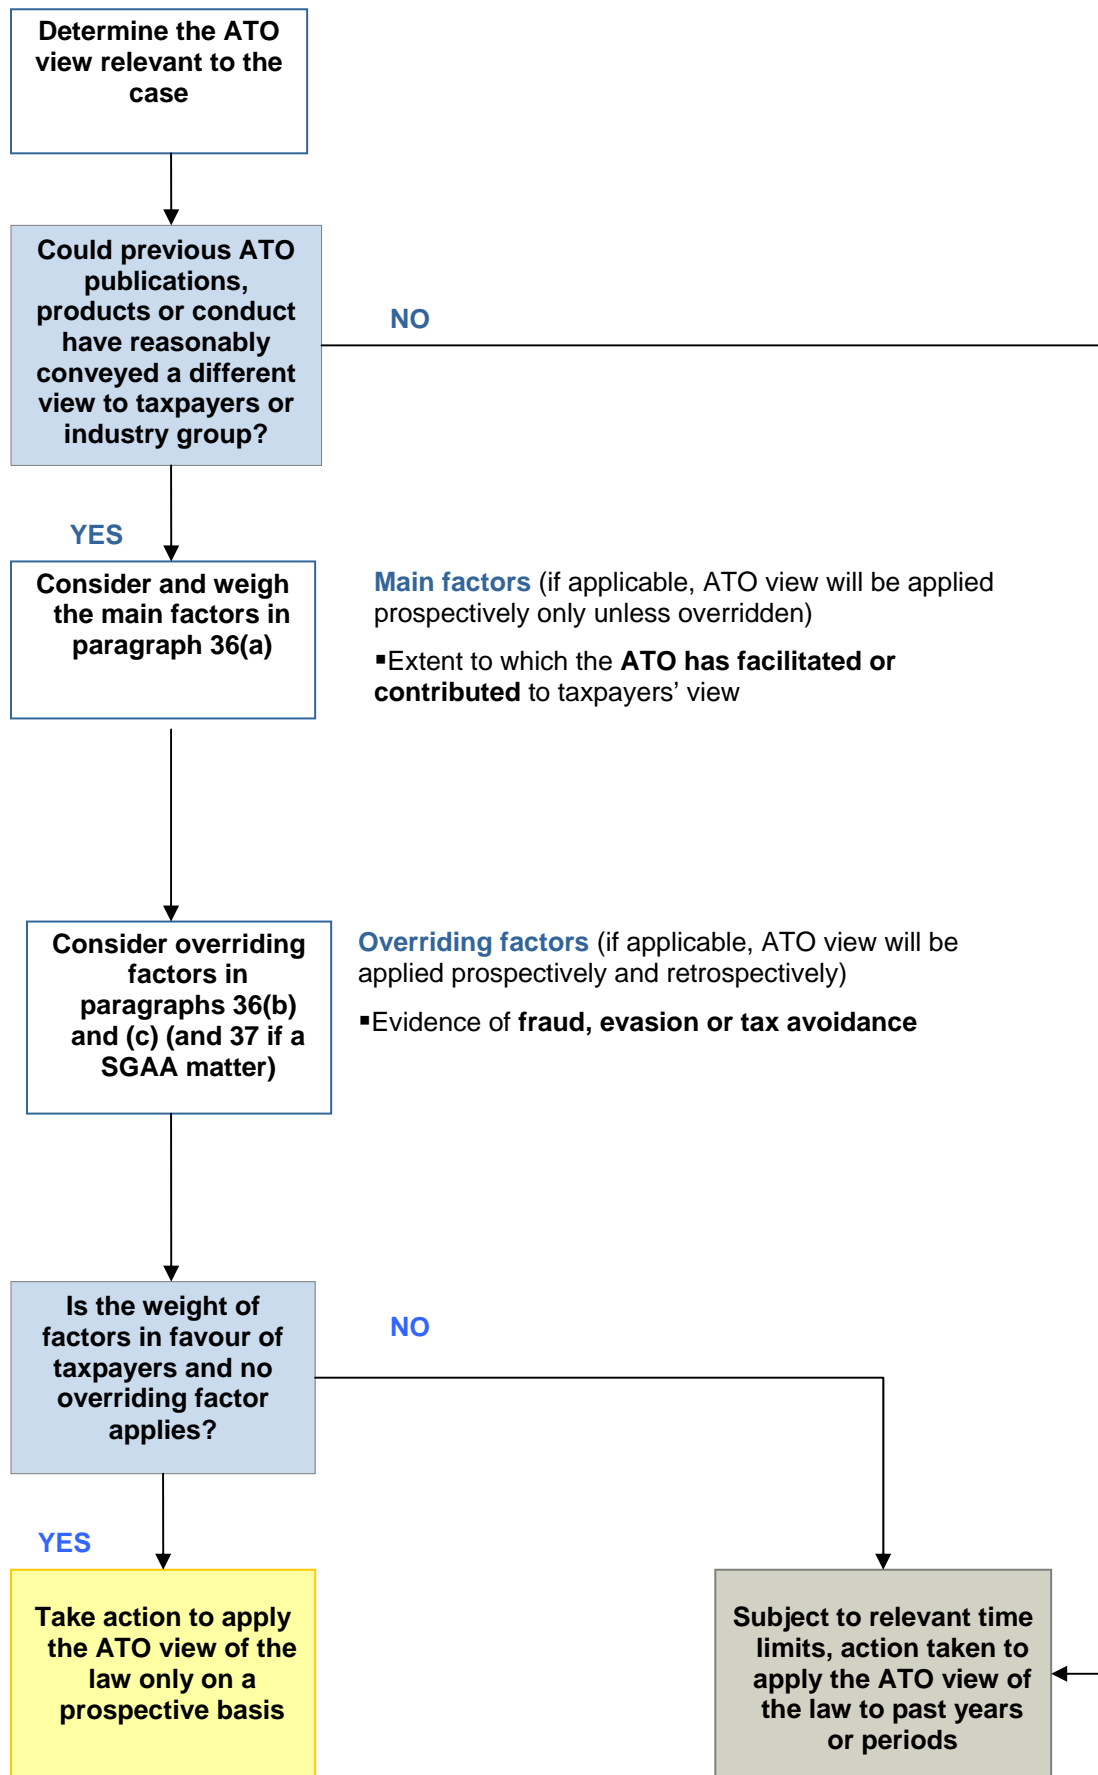 Determine the ATO
view relevant to the
case
Could previous ATO
publications,
products or conduct
have reasonably
conveyed a different
view to taxpayers or
industry group?
NO
YES
Consider and weigh
the main factors in
paragraph 36(a)
Main factors (if applicable, ATO view will be applied
prospectively only unless overridden)
▪Extent to which the ATO has facilitated or
contributed to taxpayers’ view
Consider overriding
factors in
paragraphs 36(b)
and (c) (and 37 if a
SGAA matter)
Overriding factors (if applicable, ATO view will be
applied prospectively and retrospectively)
▪Evidence of fraud, evasion or tax avoidance
Is the weight of
factors in favour of
taxpayers and no
overriding factor
applies?
NO
YES
Take action to apply
the ATO view of the
law only on a
prospective basis
Subject to relevant time
limits, action taken to
apply the ATO view of
the law to past years
or periods